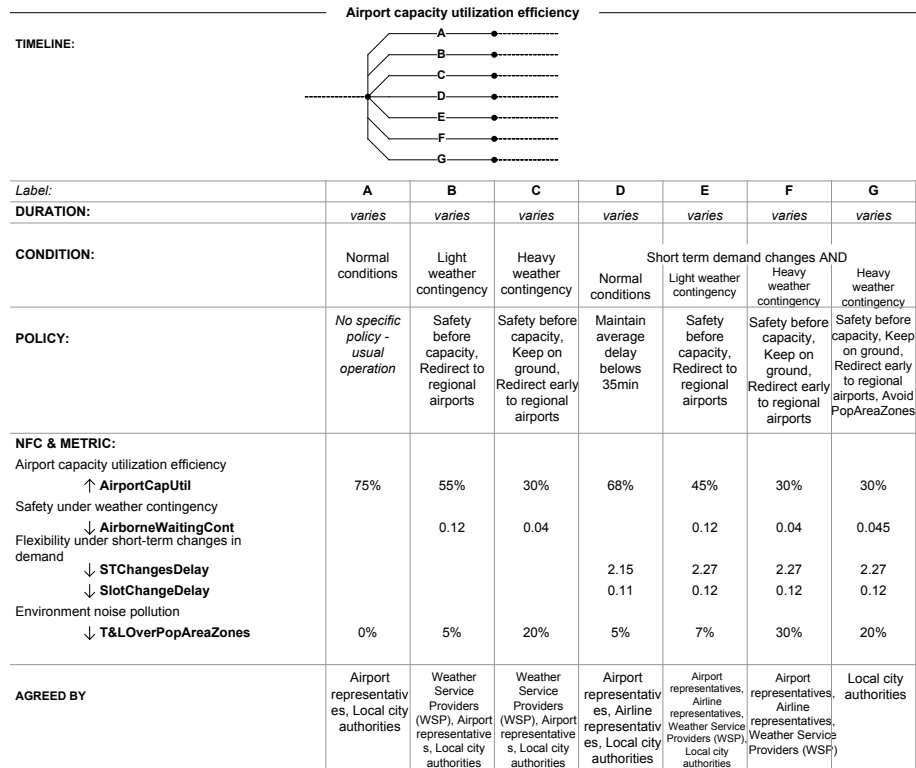 Airport capacity utilization efficiency
TIMELINE:
A
B
C
D
E
F
G
Label: A B C D E F G
DURATION: varies varies varies varies varies varies varies
CONDITION:
Short term demand changes AND
Normal
conditions
Light
weather
contingency
Heavy
weather
contingency
Normal
conditions
Light weather
contingency
Heavy
weather
contingency
Heavy
weather
contingency
POLICY:
No specific
policy -
usual
operation
Safety
before
capacity,
Redirect to
regional
airports
Safety before
capacity,
Keep on
ground,
Redirect early
to regional
airports
Maintain
average
delay
belows
35min
Safety
before
capacity,
Redirect to
regional
airports
Safety before
capacity,
Keep on
ground,
Redirect early
to regional
airports
Safety before
capacity, Keep
on ground,
Redirect early
to regional
airports, Avoid
PopAreaZones
NFC & METRIC:
Airport capacity utilization efficiency
↑ AirportCapUtil 75% 55% 30% 68% 45% 30% 30%
Safety under weather contingency
↓ AirborneWaitingCont 0.12 0.04 0.12 0.04 0.045
Flexibility under short-term changes in
demand
↓ STChangesDelay 2.15 2.27 2.27 2.27
↓ SlotChangeDelay 0.11 0.12 0.12 0.12
Environment noise pollution
↓ T&LOverPopAreaZones 0% 5% 20% 5% 7% 30% 20%
AGREED BY
Airport
representativ
es, Local city
authorities
Weather
Service
Providers
(WSP), Airport
representative
s, Local city
authorities
Weather
Service
Providers
(WSP), Airport
representative
s, Local city
authorities
Airport
representativ
es, Airline
representativ
es, Local city
authorities
Airport
representatives,
Airline
representatives,
Weather Service
Providers (WSP),
Local city
authorities
Airport
representatives,
Airline
representatives,
Weather Service
Providers (WSP)
Local city
authorities